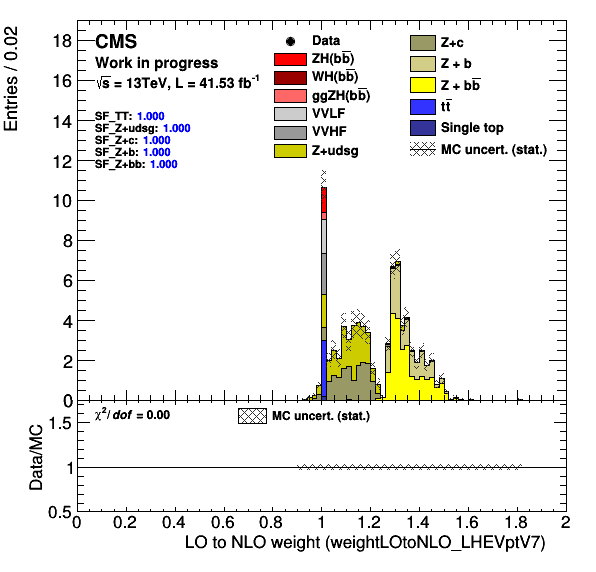 Entries / 0.02
18
16
14
12
10
8
6
4
2
0
CMS
Work in progress
√s = 13TeV, L = 41.53 fb⁻¹
SF_TT: 1.000
SF_Z+udsg: 1.000
SF_Z+c: 1.000
SF_Z+b: 1.000
SF_Z+bb: 1.000
Data
ZH(bb̅)
WH(bb̅)
ggZH(bb̅)
VVLF
VVHF
Z+udsg
Z+c
Z + b
Z + bb̅
tt̅
Single top
MC uncert. (stat.)
Data/MC
1.5
1
0.5
χ²/dof = 0.00
MC uncert. (stat.)
0 0.2 0.4 0.6 0.8 1 1.2 1.4 1.6 1.8 2
LO to NLO weight (weightLOtoNLO_LHEVptV7)